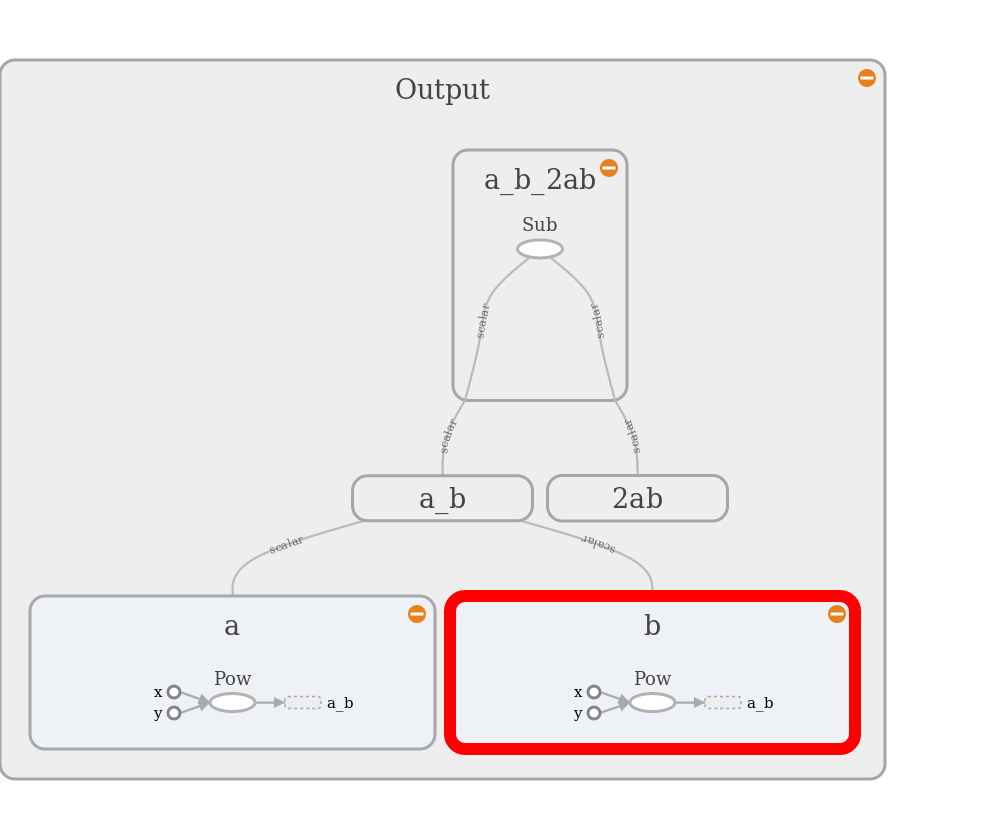 Output
a_b_2ab
Sub
scalar
scalar
scalar
scalar
a_b
2ab
scalar
scalar
a
b
Pow
Pow
x
y
a_b
x
y
a_b